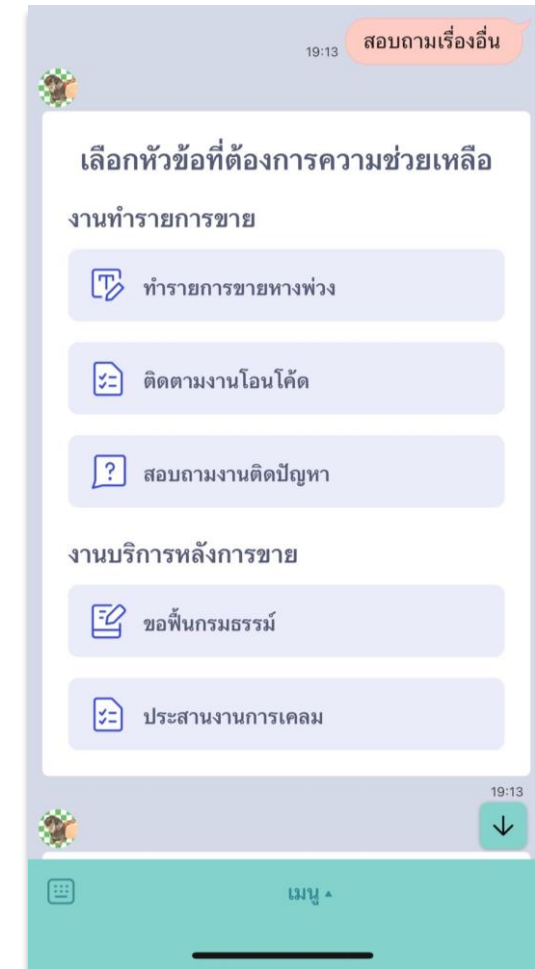 สอบถามเรื่องอื่น
19:13
เลือกหัวข้อที่ต้องการความช่วยเหลือ
งานทำรายการขาย
ทำรายการขายหางพ่วง
ติดตามงานโอนโค้ด
สอบถามงานติดปัญหา
งานบริการหลังการขาย
ขอฟื้นกรมธรรม์
ประสานงานการเคลม
19:13
เมนู